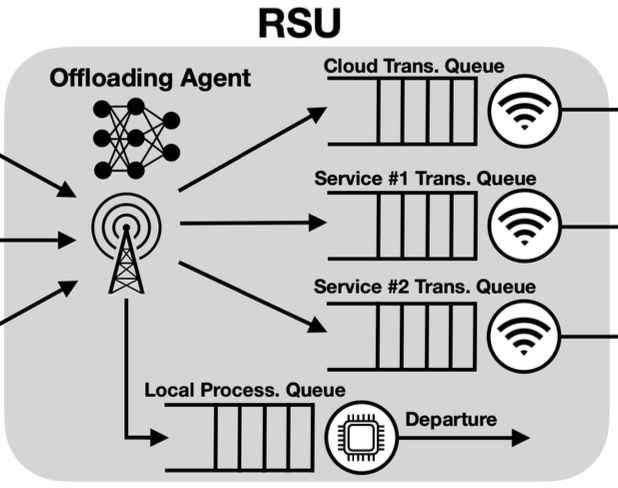 RSU
Offloading Agent
Cloud Trans. Queue
Service #1 Trans. Queue
Service #2 Trans. Queue
Local Process. Queue
Departure